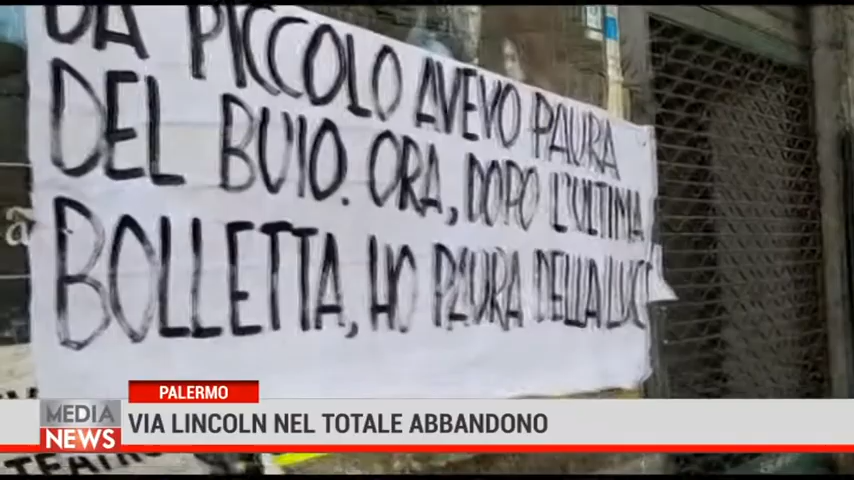 DA PICCOLO AVEVO PAURA
DEL BUIO. ORA, DOPO L'ULTIMA
BOLLETTA, HO PAURA DELLA LUC
PALERMO
MEDIA
NEWS
VIA LINCOLN NEL TOTALE ABBANDONO